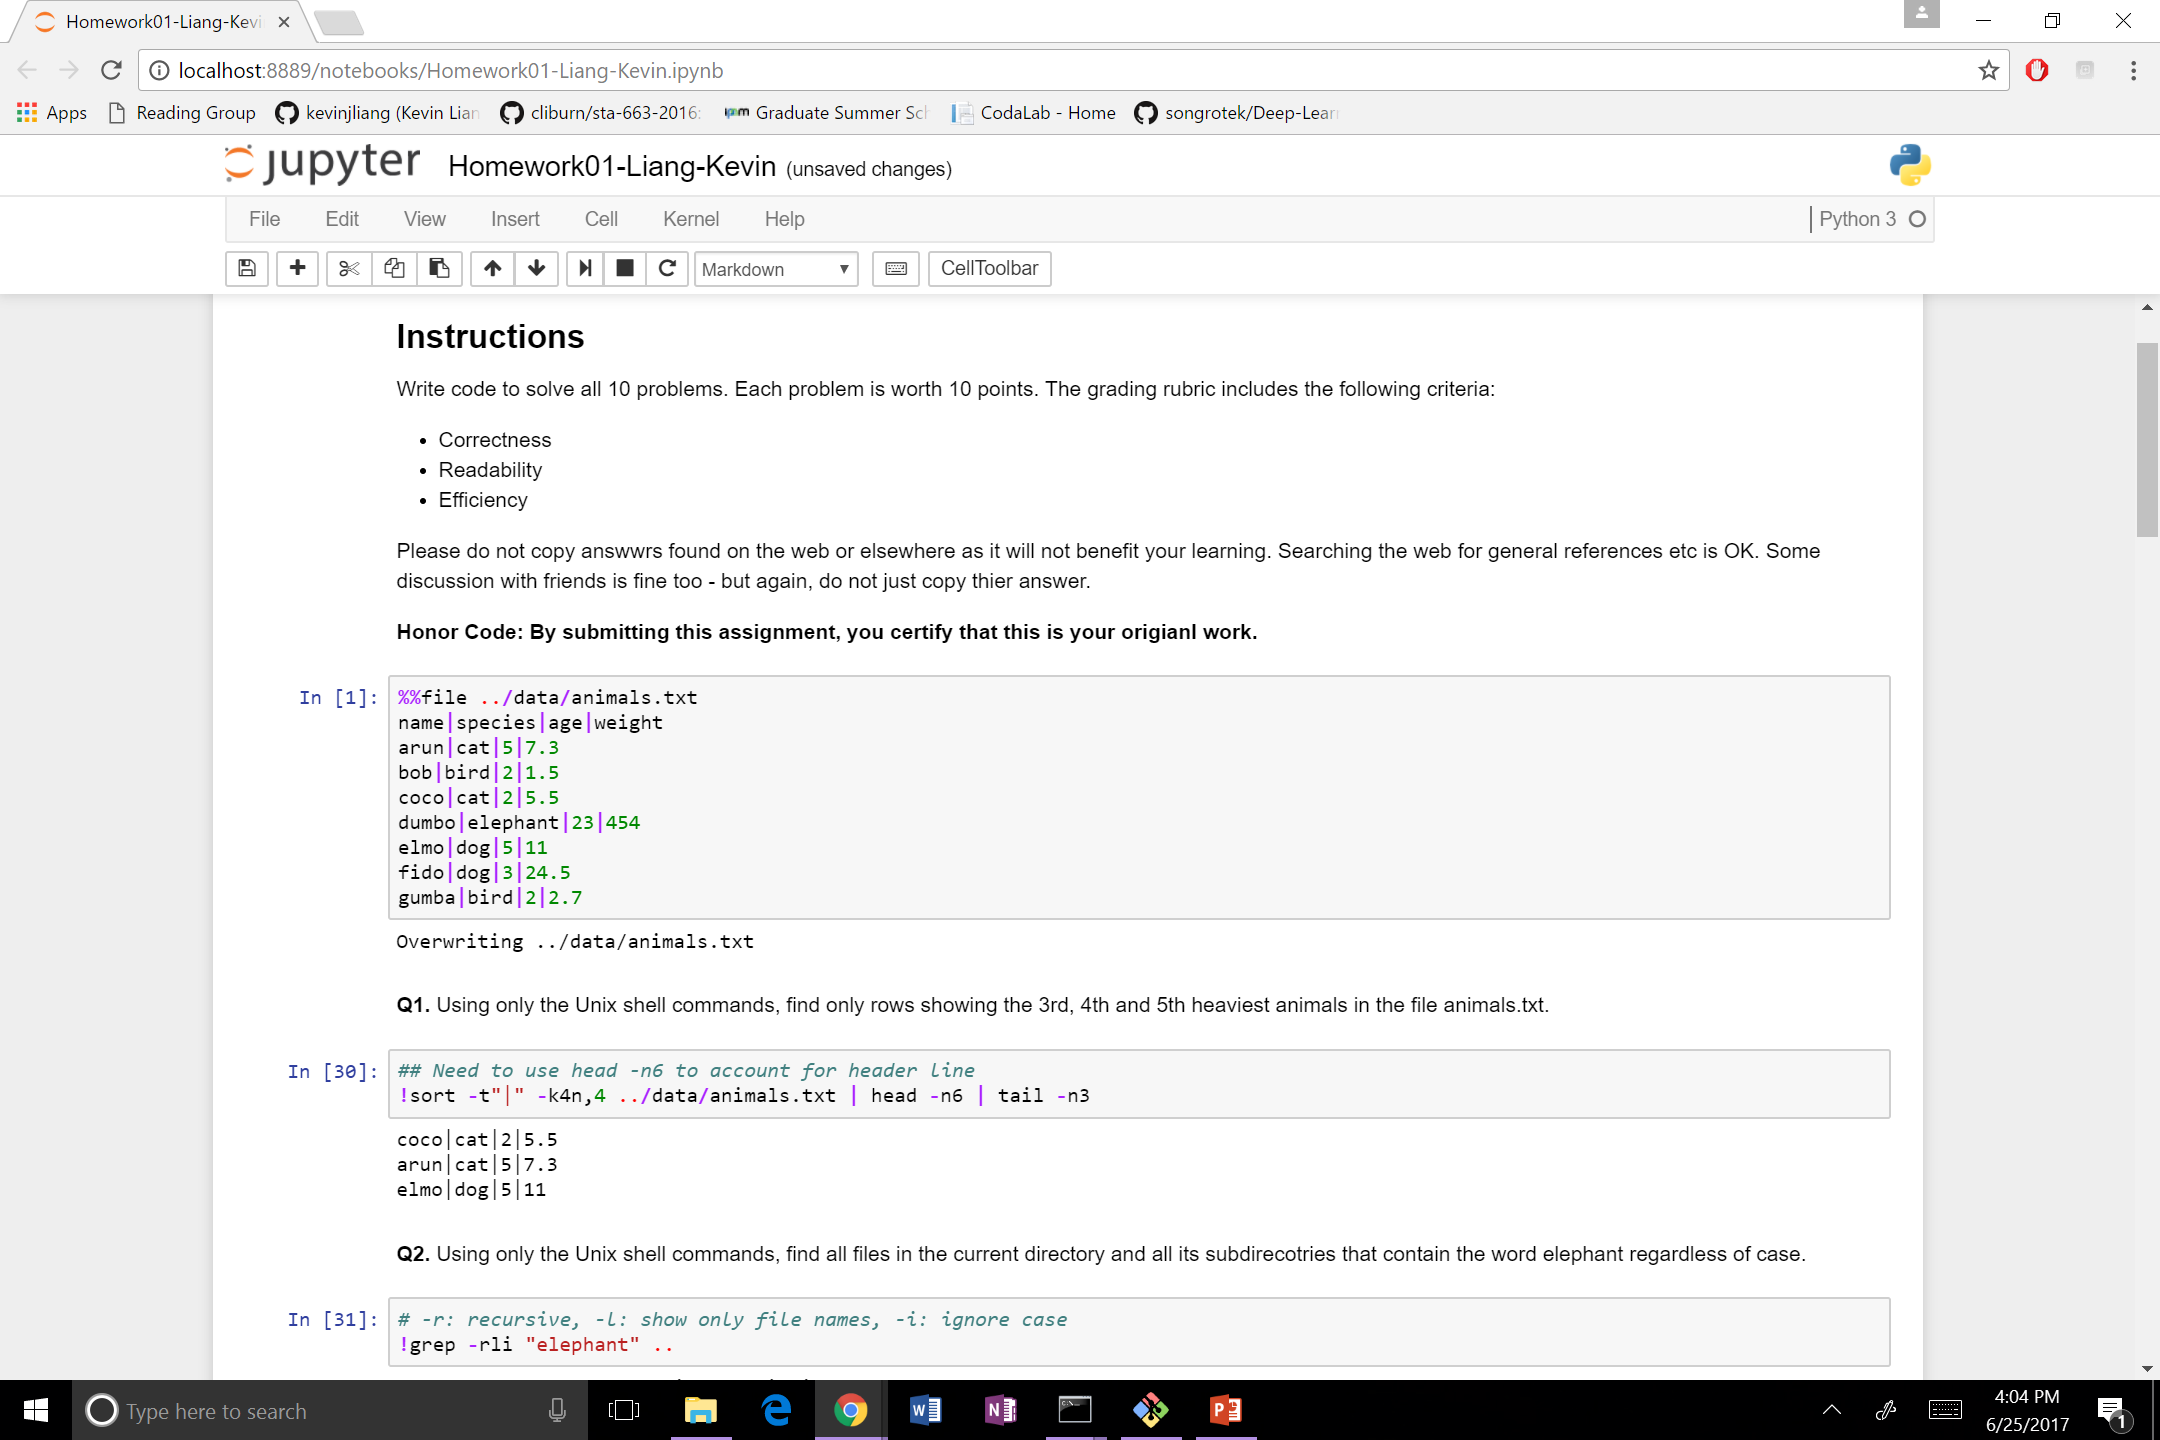 Homework01-Liang-Kevi
localhost:8889/notebooks/Homework01-Liang-Kevin.ipynb
Apps Reading Group kevinjliang (Kevin Lian cliburn/sta-663-2016: ipam Graduate Summer Sch CodaLab - Home songrotek/Deep-Lear
jupyter Homework01-Liang-Kevin (unsaved changes)
File Edit View Insert Cell Kernel Help Python 3
Markdown CellToolbar
Instructions
Write code to solve all 10 problems. Each problem is worth 10 points. The grading rubric includes the following criteria:
• Correctness
• Readability
• Efficiency
Please do not copy answwrs found on the web or elsewhere as it will not benefit your learning. Searching the web for general references etc is OK. Some
discussion with friends is fine too - but again, do not just copy thier answer.
Honor Code: By submitting this assignment, you certify that this is your origianl work.
In [1]: %%file ../data/animals.txt
name|species|age|weight
arun|cat|5|7.3
bob|bird|2|1.5
coco|cat|2|5.5
dumbo|elephant|23|454
elmo|dog|5|11
fido|dog|3|24.5
gumba|bird|2|2.7
Overwriting ../data/animals.txt
Q1. Using only the Unix shell commands, find only rows showing the 3rd, 4th and 5th heaviest animals in the file animals.txt.
In [30]: ## Need to use head -n6 to account for header line
!sort -t"|" -k4n,4 ../data/animals.txt | head -n6 | tail -n3
coco|cat|2|5.5
arun|cat|5|7.3
elmo|dog|5|11
Q2. Using only the Unix shell commands, find all files in the current directory and all its subdirecotries that contain the word elephant regardless of case.
In [31]: # -r: recursive, -l: show only file names, -i: ignore case
!grep -rli "elephant" ..
Type here to search
4:04 PM
6/25/2017
1